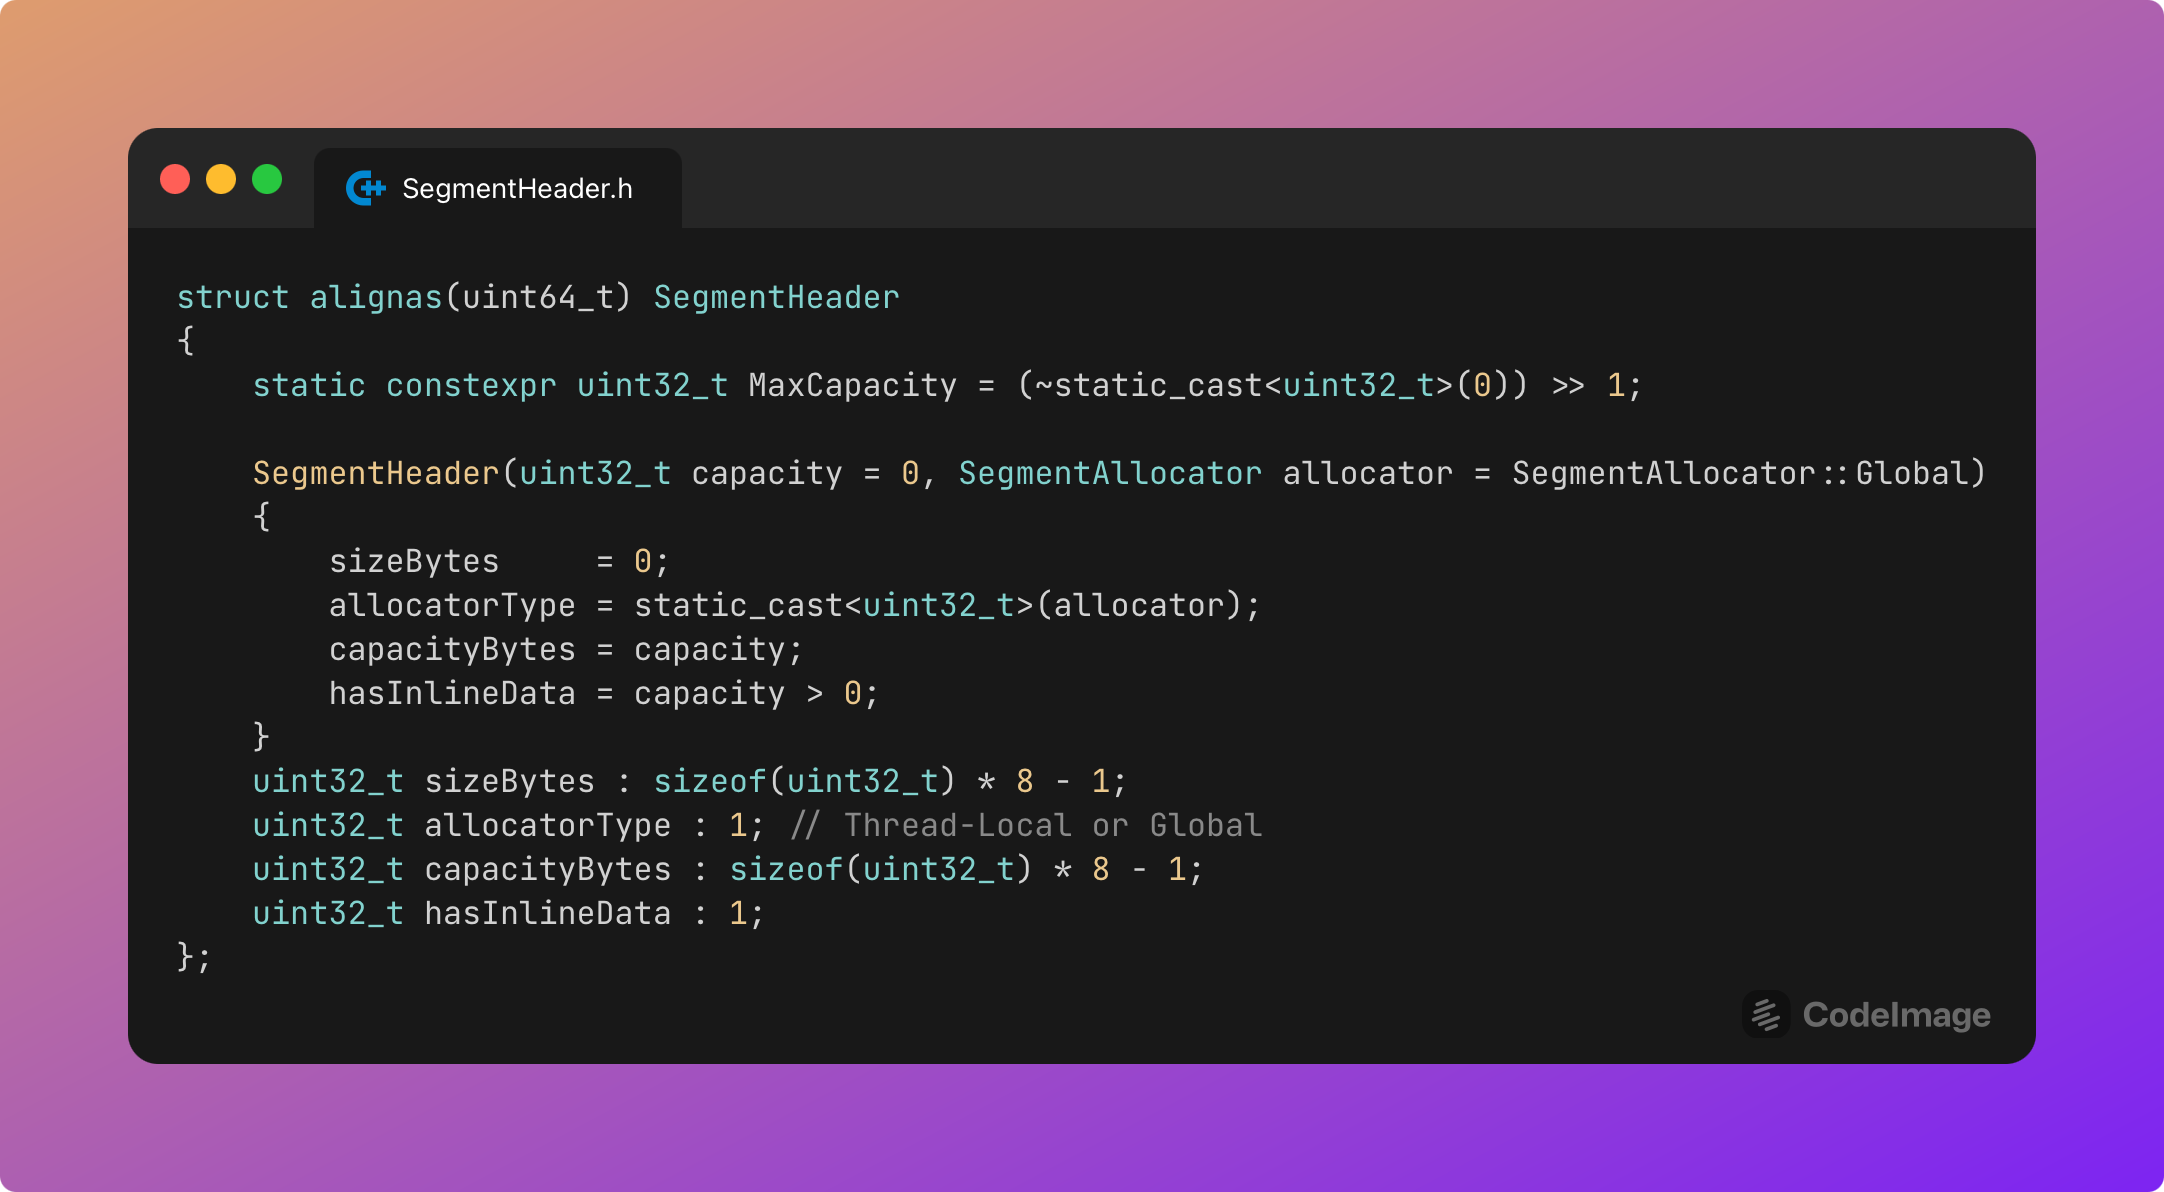 SegmentHeader.h
struct alignas(uint64_t) SegmentHeader
{
    static constexpr uint32_t MaxCapacity = (~static_cast<uint32_t>(0)) >> 1;

    SegmentHeader(uint32_t capacity = 0, SegmentAllocator allocator = SegmentAllocator::Global)
    {
        sizeBytes     = 0;
        allocatorType = static_cast<uint32_t>(allocator);
        capacityBytes = capacity;
        hasInlineData = capacity > 0;
    }
    uint32_t sizeBytes : sizeof(uint32_t) * 8 - 1;
    uint32_t allocatorType : 1; // Thread-Local or Global
    uint32_t capacityBytes : sizeof(uint32_t) * 8 - 1;
    uint32_t hasInlineData : 1;
};
CodeImage